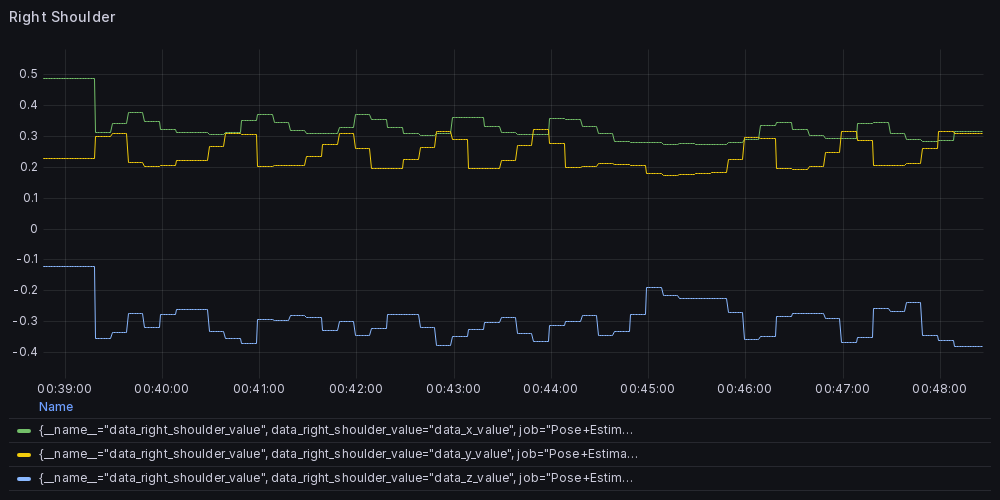 Right Shoulder
0.5
0.4
0.3
0.2
0.1
0
-0.1
-0.2
-0.3
-0.4
00:39:00 00:40:00 00:41:00 00:42:00 00:43:00 00:44:00 00:45:00 00:46:00 00:47:00 00:48:00
Name
{__name__="data_right_shoulder_value", data_right_shoulder_value="data_x_value", job="Pose+Estim...
{__name__="data_right_shoulder_value", data_right_shoulder_value="data_y_value", job="Pose+Estima...
{__name__="data_right_shoulder_value", data_right_shoulder_value="data_z_value", job="Pose+Estim...